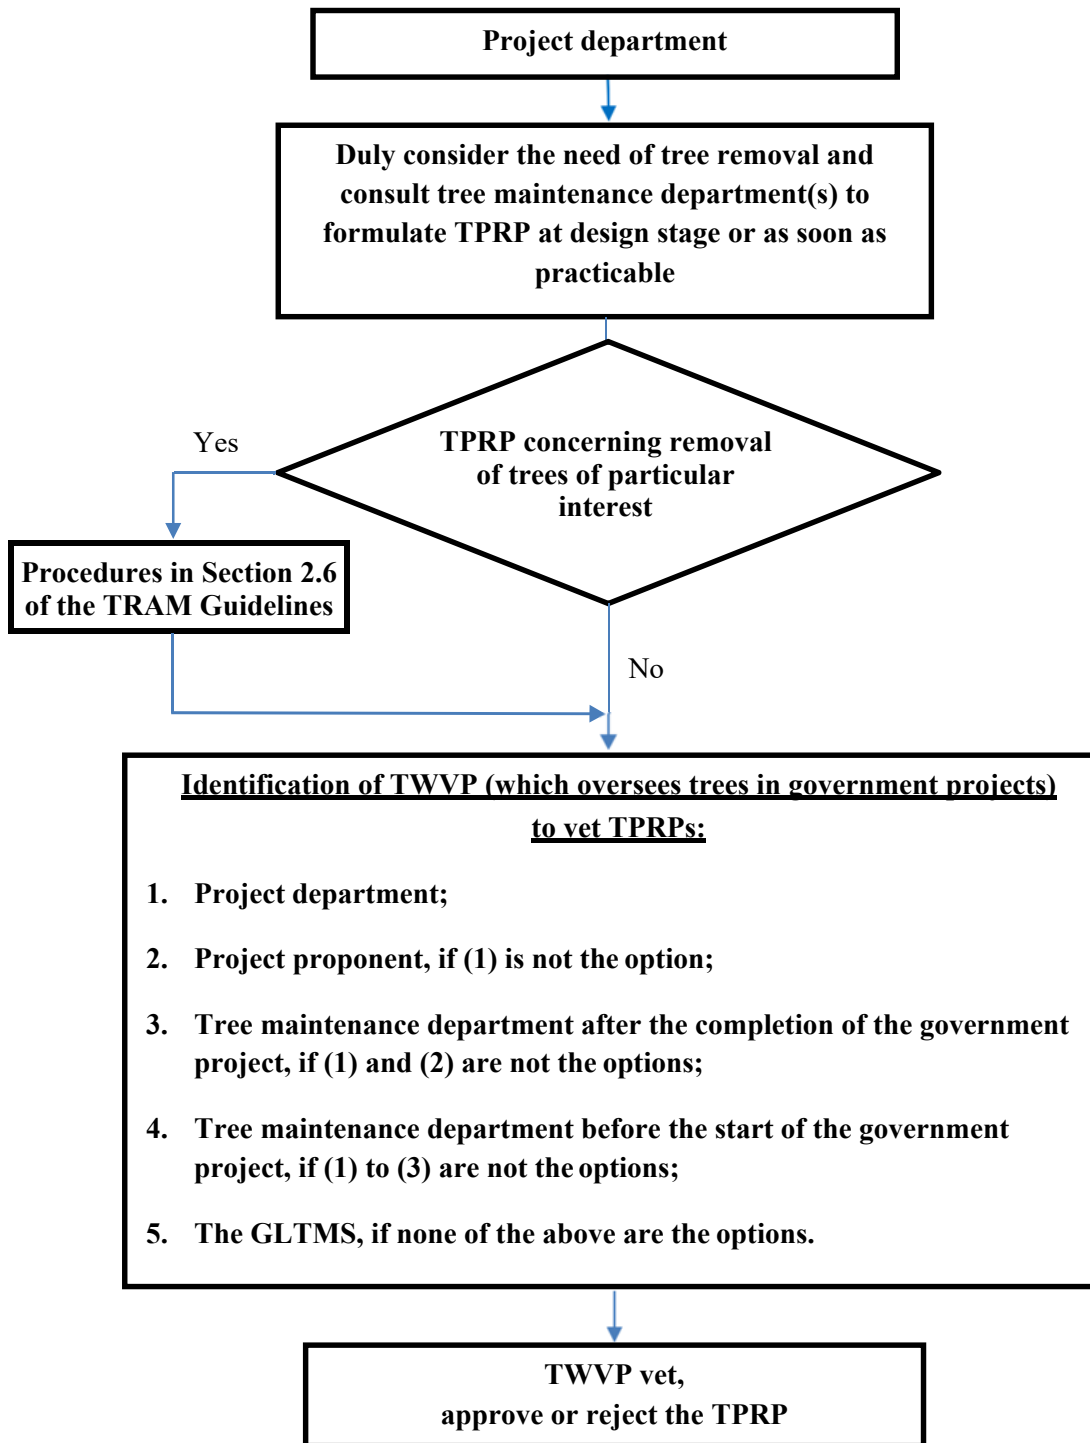 Project department
Duly consider the need of tree removal and
consult tree maintenance department(s) to
formulate TPRP at design stage or as soon as
practicable
TPRP concerning removal
of trees of particular
interest
Yes
Procedures in Section 2.6
of the TRAM Guidelines
No
Identification of TWVP (which oversees trees in government projects)
to vet TPRPs:
1. Project department;
2. Project proponent, if (1) is not the option;
3. Tree maintenance department after the completion of the government
project, if (1) and (2) are not the options;
4. Tree maintenance department before the start of the government
project, if (1) to (3) are not the options;
5. The GLTMS, if none of the above are the options.
TWVP vet,
approve or reject the TPRP